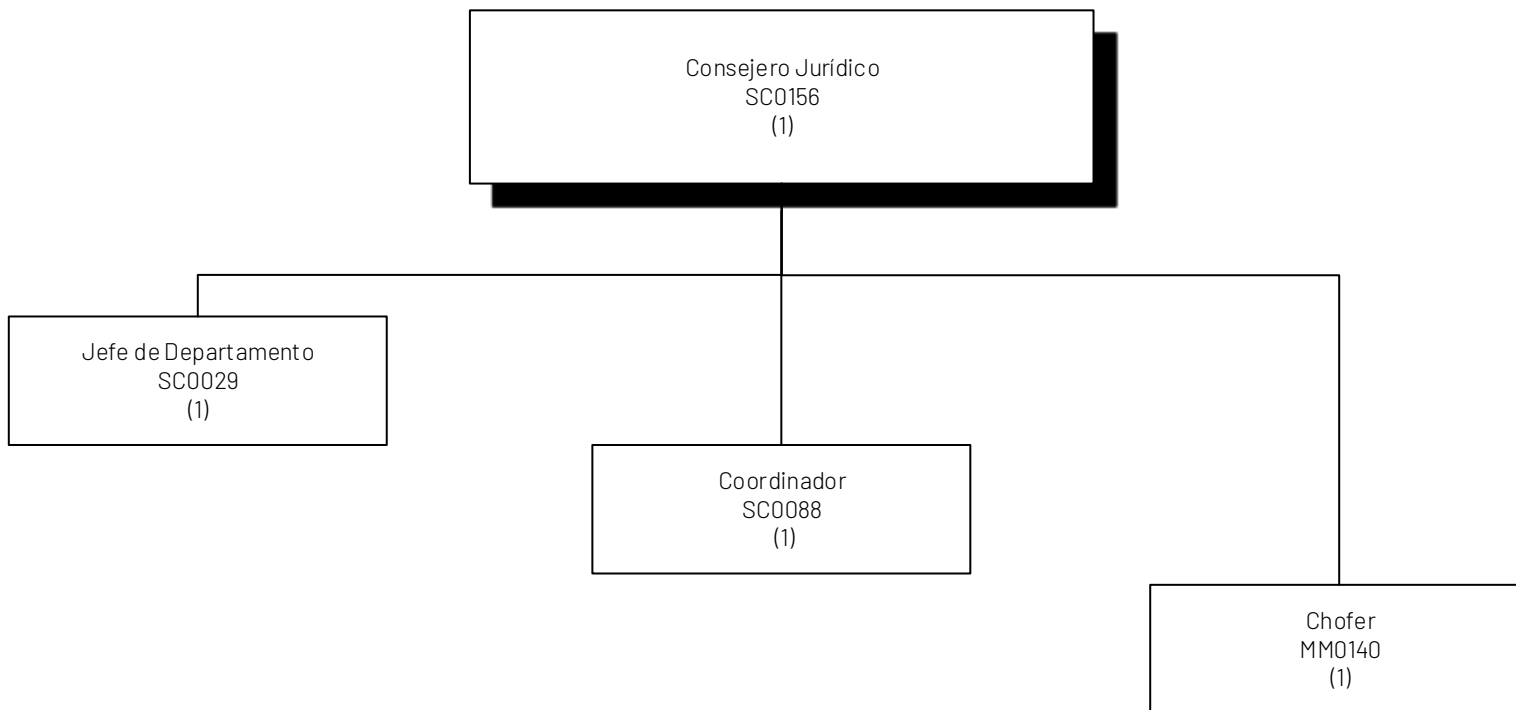 Consejero Jurídico
SC0156
(1)
Jefe de Departamento
SC0029
(1)
Coordinador
SC0088
(1)
Chofer
MM0140
(1)